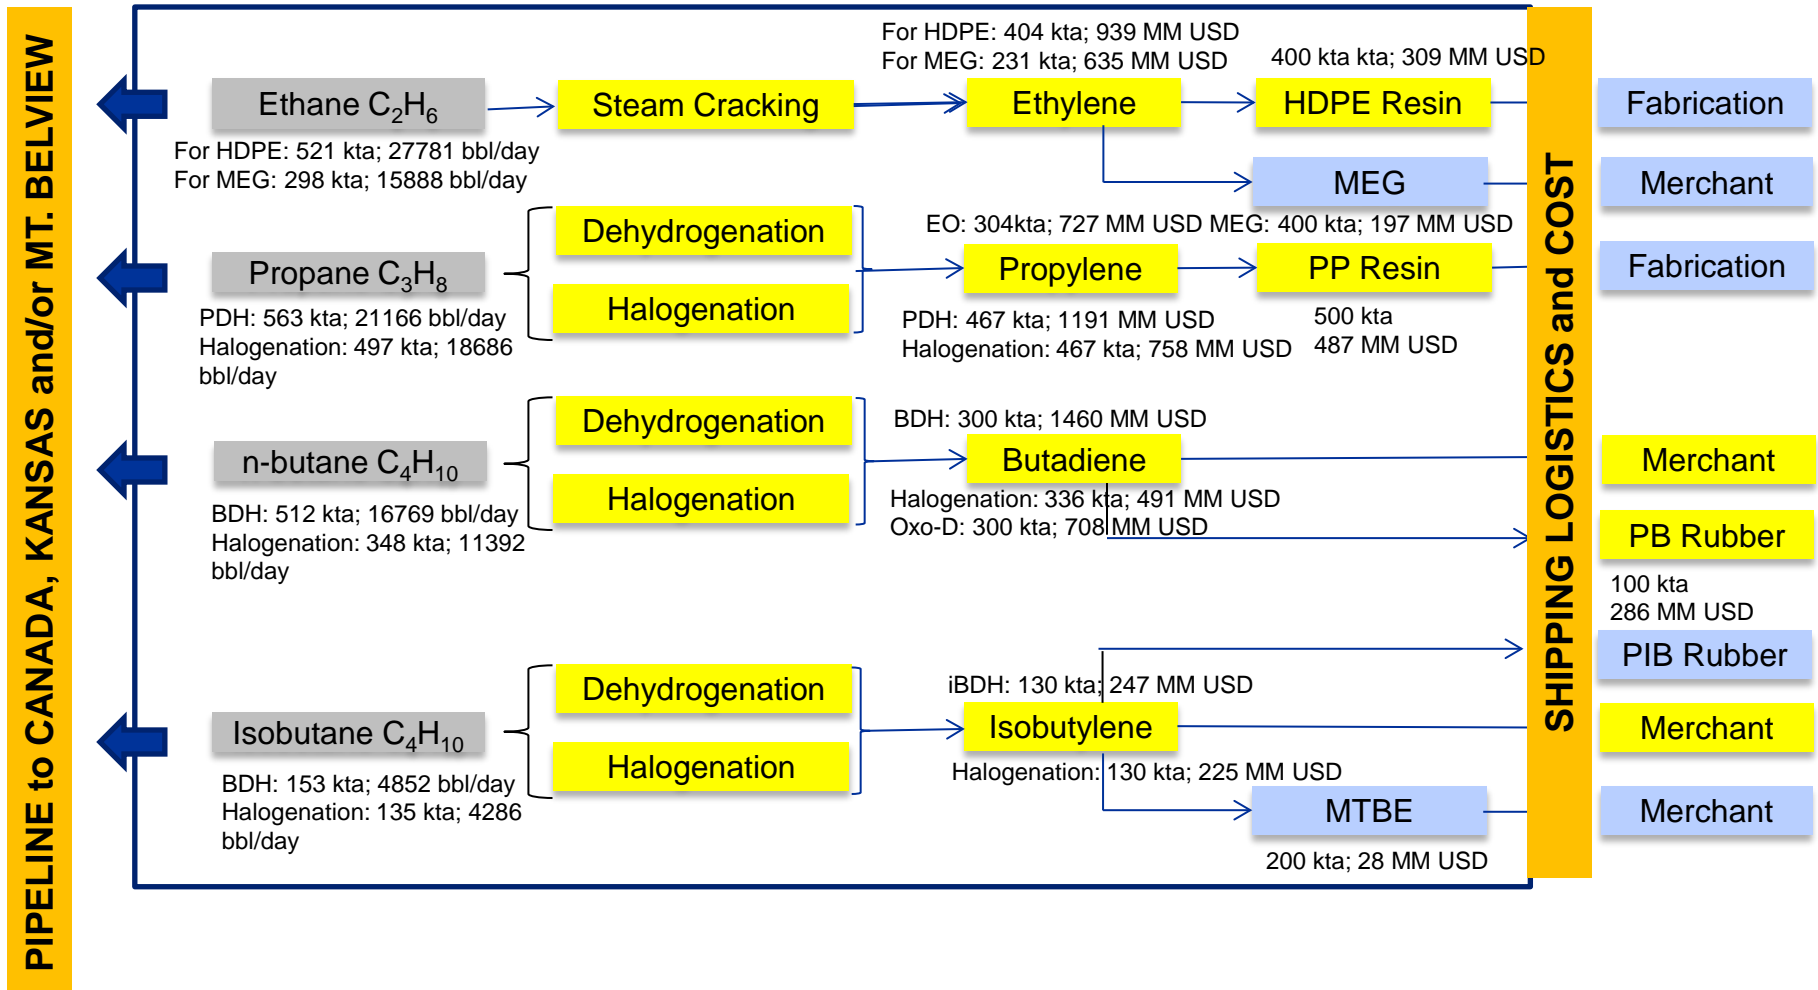 PIPELINE to CANADA, KANSAS and/or MT. BELVIEW
For HDPE: 404 kta; 939 MM USD
For MEG: 231 kta; 635 MM USD
400 kta kta; 309 MM USD
Ethane C₂H₆
Steam Cracking
Ethylene
HDPE Resin
Fabrication
For HDPE: 521 kta; 27781 bbl/day
For MEG: 298 kta; 15888 bbl/day
MEG
Merchant
EO: 304kta; 727 MM USD MEG: 400 kta; 197 MM USD
Dehydrogenation
Propane C₃H₈
Propylene
PP Resin
Fabrication
Halogenation
PDH: 563 kta; 21166 bbl/day
Halogenation: 497 kta; 18686
bbl/day
PDH: 467 kta; 1191 MM USD
Halogenation: 467 kta; 758 MM USD
500 kta
487 MM USD
Dehydrogenation
BDH: 300 kta; 1460 MM USD
n-butane C₄H₁₀
Butadiene
Merchant
Halogenation
BDH: 512 kta; 16769 bbl/day
Halogenation: 348 kta; 11392
bbl/day
Halogenation: 336 kta; 491 MM USD
Oxo-D: 300 kta; 708 MM USD
PB Rubber
100 kta
286 MM USD
PIB Rubber
Dehydrogenation
iBDH: 130 kta; 247 MM USD
Isobutane C₄H₁₀
Isobutylene
Merchant
Halogenation
BDH: 153 kta; 4852 bbl/day
Halogenation: 135 kta; 4286
bbl/day
Halogenation: 130 kta; 225 MM USD
MTBE
Merchant
200 kta; 28 MM USD
SHIPPING LOGISTICS and COST